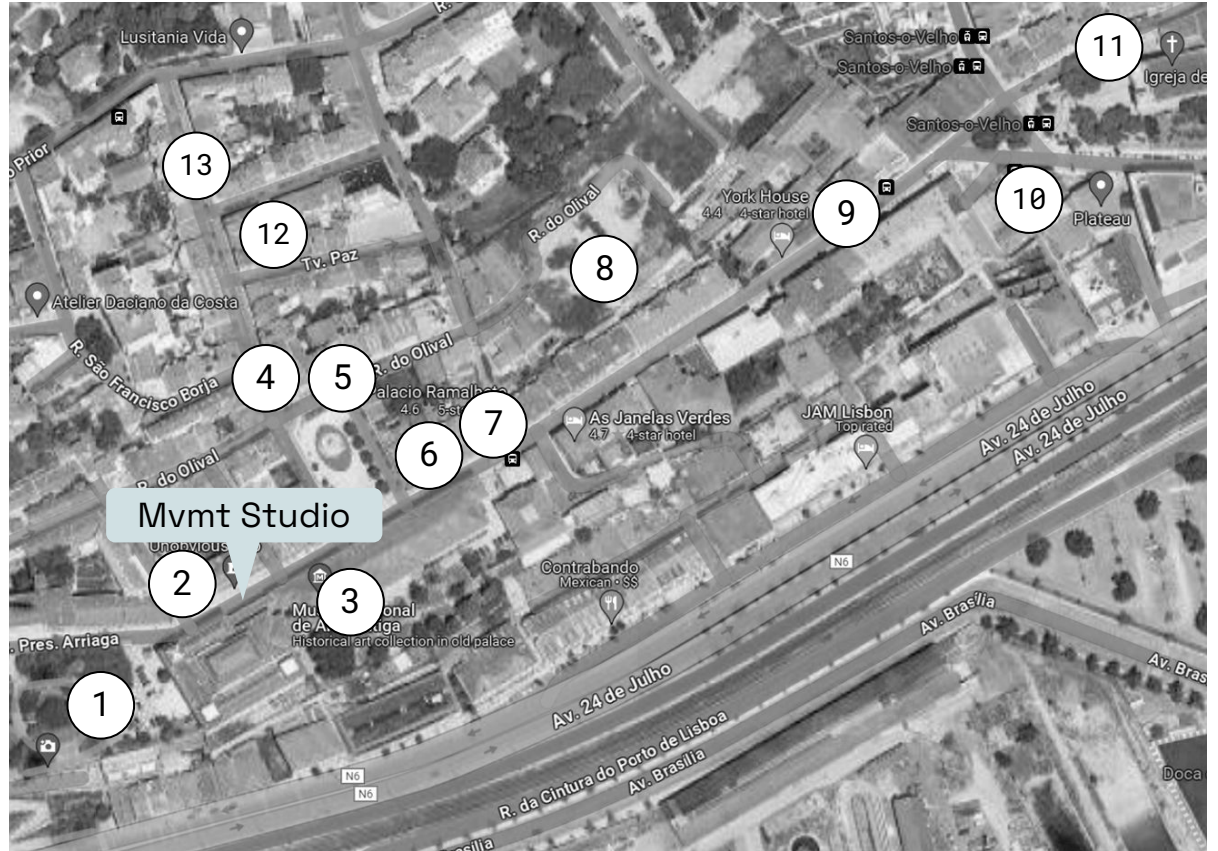 R.
Lusitania Vida
Santos-o-Velho
11
Santos-o-Velho
Igreja de
Santos-o-Velho
o Prior
13
York House
4.4 4-star hotel
9
10
Plateau
R. do Olival
12
Tv. Paz
8
Atelier Daciano da Costa
R. São Francisco Borja
4
5
R. do Olival
Palacio Ramalhete
4.6 5-st
7
6
As Janelas Verdes
4.7 4-star hotel
JAM Lisbon
Top rated
Av. 24 de Julho
Av. 24 de Julho
R. do Olival
Mvmt Studio
2
3
de A
Historical art collection in old palace
Contrabando
Mexican • $$
N6
. Pres. Arriaga
Av. Brasília
Av. Bras
1
Av. 24 de Julho
R. da Cintura do Porto de Lisboa
Av. Brasília
N6
N6
Doca